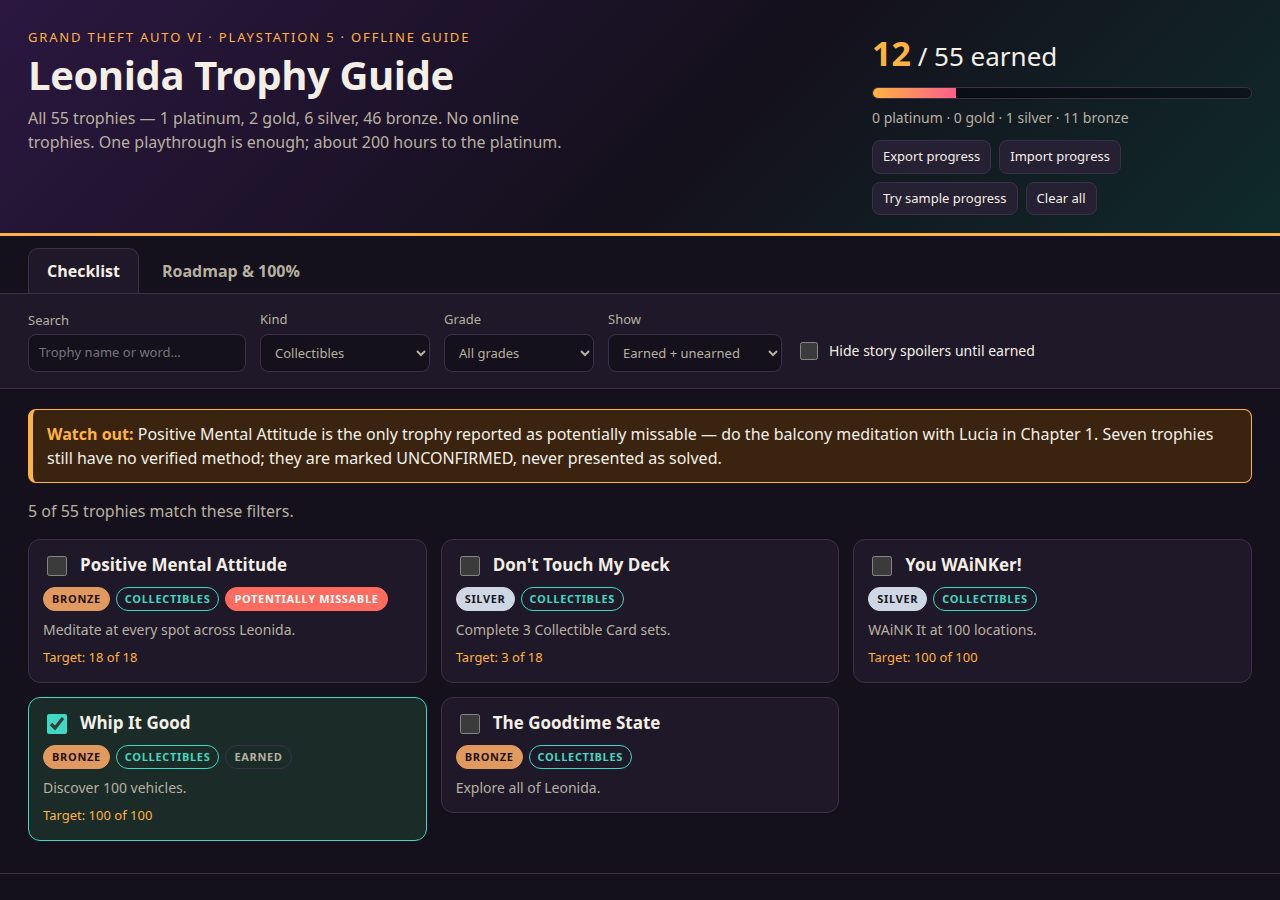 GRAND THEFT AUTO VI · PLAYSTATION 5 · OFFLINE GUIDE
Leonida Trophy Guide
All 55 trophies — 1 platinum, 2 gold, 6 silver, 46 bronze. No online
trophies. One playthrough is enough; about 200 hours to the platinum.
12 / 55 earned
0 platinum · 0 gold · 1 silver · 11 bronze
Export progress
Import progress
Try sample progress
Clear all
Checklist
Roadmap & 100%
Search
Kind
Grade
Show
Trophy name or word...
Collectibles
All grades
Earned + unearned
Hide story spoilers until earned
Watch out: Positive Mental Attitude is the only trophy reported as potentially missable — do the balcony meditation with Lucia in Chapter 1. Seven trophies
still have no verified method; they are marked UNCONFIRMED, never presented as solved.
5 of 55 trophies match these filters.
Positive Mental Attitude
BRONZE COLLECTIBLES POTENTIALLY MISSABLE
Meditate at every spot across Leonida.
Target: 18 of 18
Don't Touch My Deck
SILVER COLLECTIBLES
Complete 3 Collectible Card sets.
Target: 3 of 18
You WAiNKer!
SILVER COLLECTIBLES
WAiNK It at 100 locations.
Target: 100 of 100
Whip It Good
BRONZE COLLECTIBLES EARNED
Discover 100 vehicles.
Target: 100 of 100
The Goodtime State
BRONZE COLLECTIBLES
Explore all of Leonida.